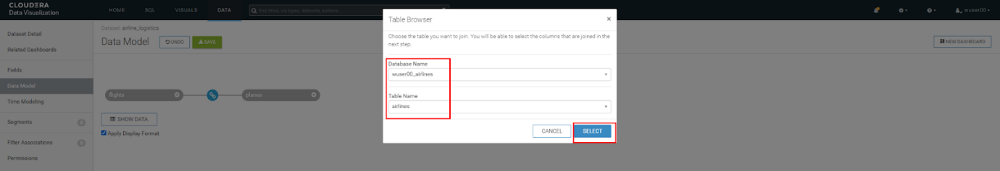 CLOUDERA
Data Visualization
HOME
SQL
VISUALS
DATA
Find titles, viz types, datasets, authors...
wuser00
Dataset Detail
Related Dashboards
Fields
Data Model
Time Modeling
Segments
0
Filter Associations
0
Permissions
Dataset: airline_logistics
Data Model
UNDO
SAVE
NEW DASHBOARD
flights
planes
SHOW DATA
Apply Display Format
Table Browser
×
Choose the table you want to join. You will be able to select the columns that are joined in the
next step.
Database Name
wuser00_airlines
Table Name
airlines
CANCEL
SELECT